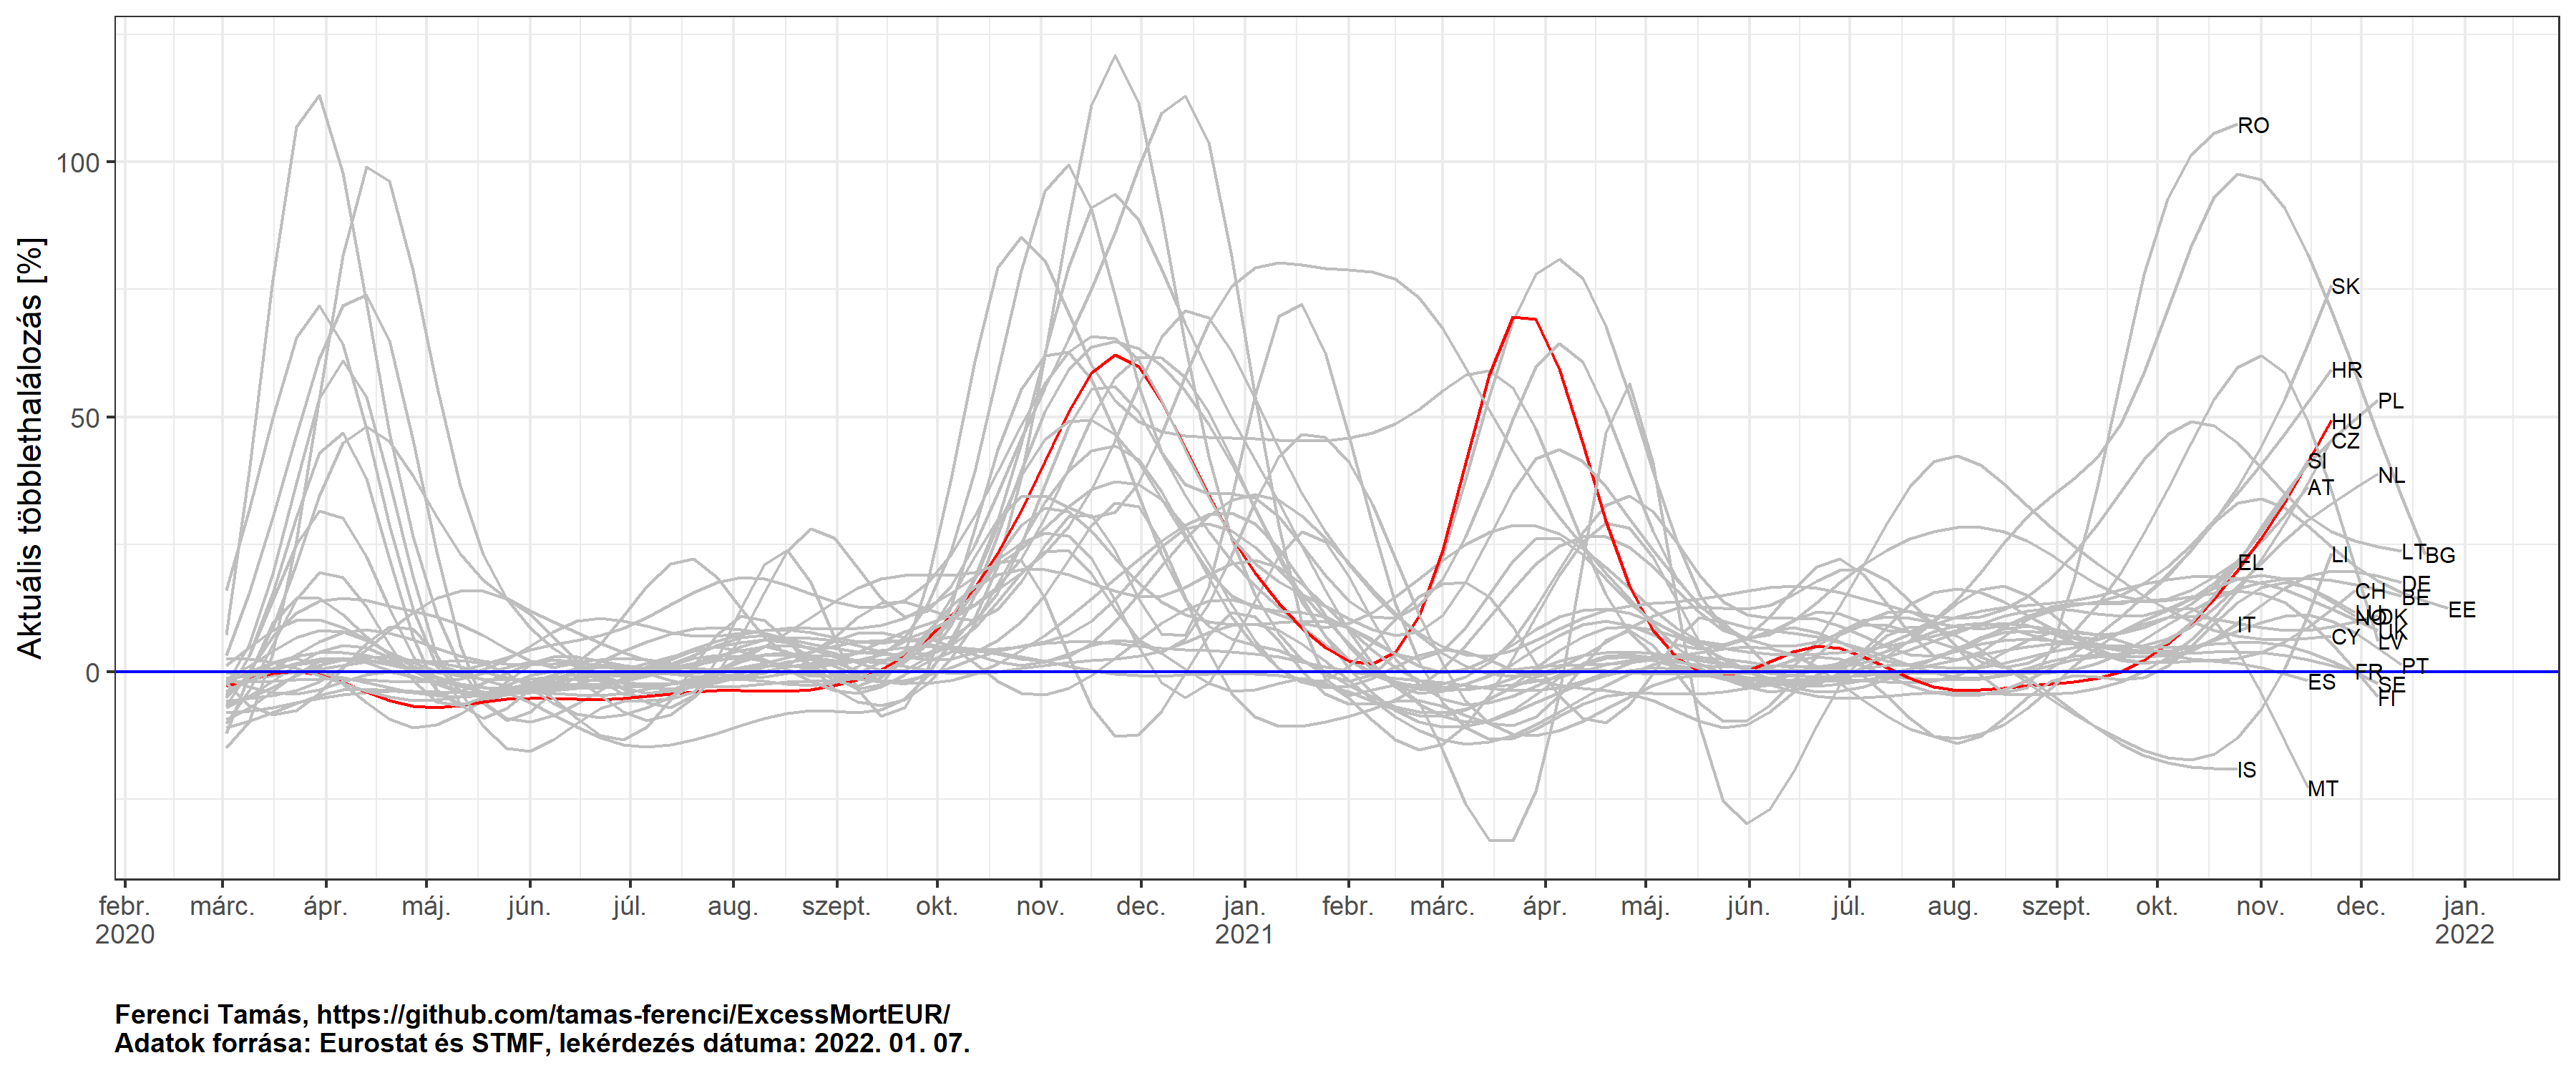 Aktuális többlethalálozás [%]
100
50
0
RO
SK
HR
PL
HU
CZ
SI
NL
AT
EL
LI
LT
BG
CH
DE
BE
EE
NO
DK
IT
UK
CY
LV
FR
PT
ES
SE
FI
IS
MT
febr. márc. ápr. máj. jún. júl. aug. szept. okt. nov. dec. jan. febr. márc. ápr. máj. jún. júl. aug. szept. okt. nov. dec. jan.
2020 2021 2022
Ferenci Tamás, https://github.com/tamas-ferenci/ExcessMortEUR/
Adatok forrása: Eurostat és STMF, lekérdezés dátuma: 2022. 01. 07.